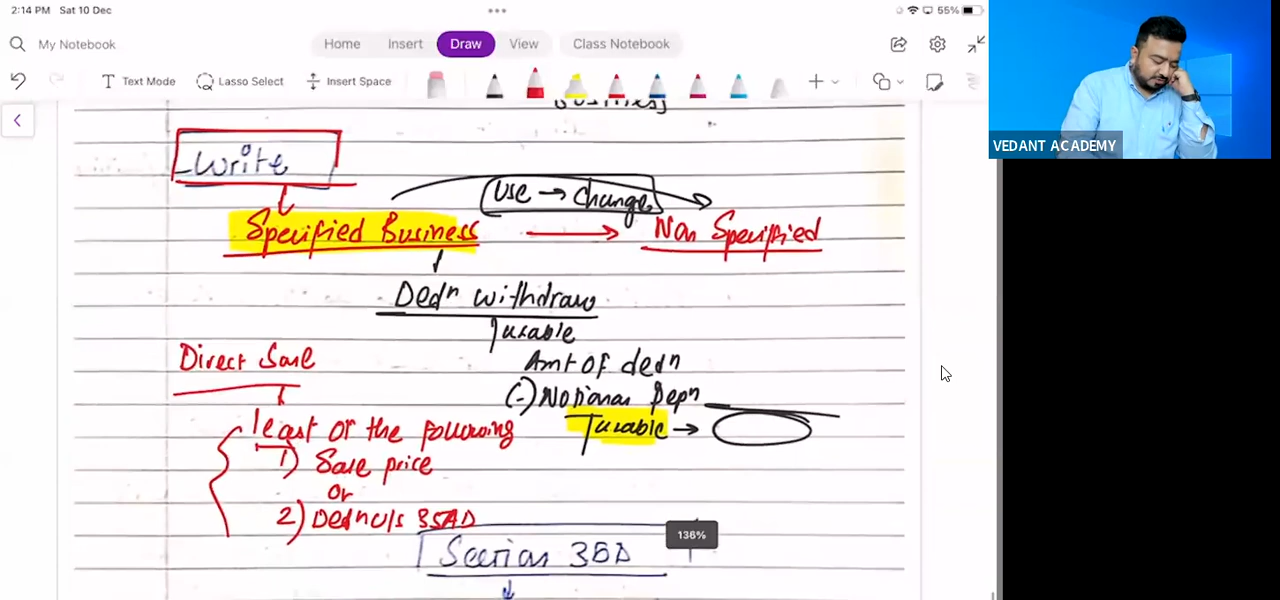 2:14 PM Sat 10 Dec
55%
My Notebook
Home Insert Draw View Class Notebook
Text Mode Lasso Select Insert Space
VEDANT ACADEMY
Write
Use → change
Specified Business → Non Specified
Dedn withdraw
Taxable
Direct Sale
Amt of dedn
(-) Notional Depn
Taxable →
least of the following
1) Sale price
Or
2) Dedn u/s 35AD
136%
Section 35D